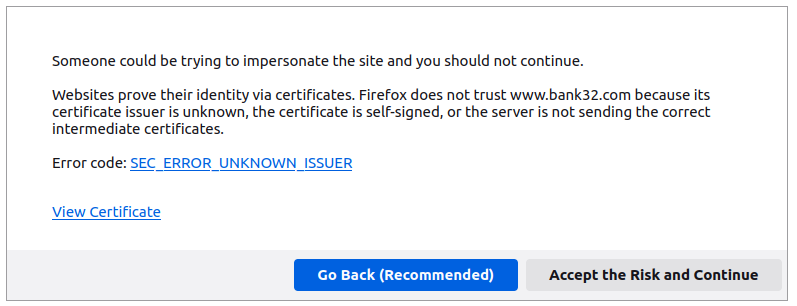 Someone could be trying to impersonate the site and you should not continue.
Websites prove their identity via certificates. Firefox does not trust www.bank32.com because its
certificate issuer is unknown, the certificate is self-signed, or the server is not sending the correct
intermediate certificates.
Error code: SEC_ERROR_UNKNOWN_ISSUER
View Certificate
Go Back (Recommended)
Accept the Risk and Continue